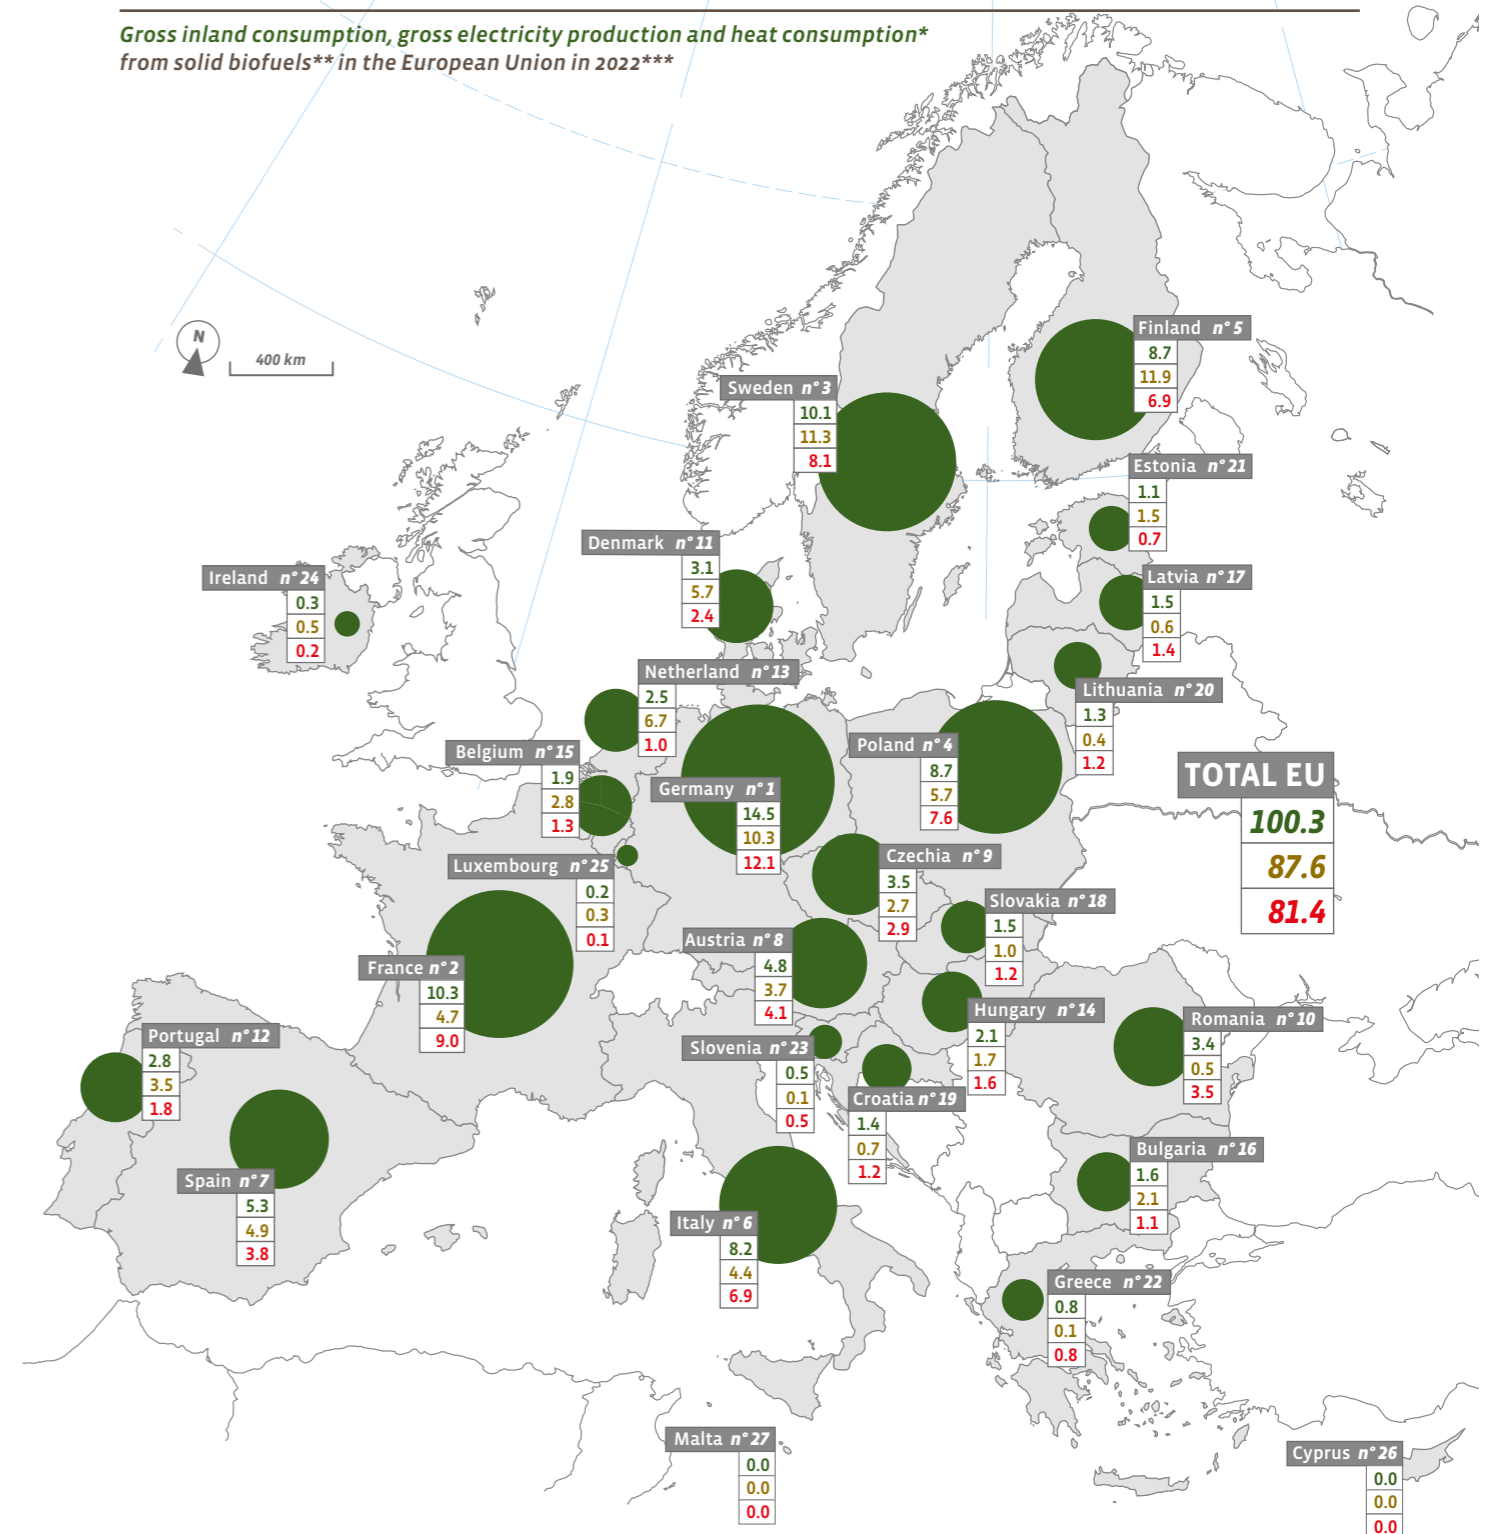 Gross inland consumption, gross electricity production and heat consumption*
from solid biofuels** in the European Union in 2022***
N
400 km
Finland n° 5
8.7
11.9
6.9
Sweden n° 3
10.1
11.3
8.1
Estonia n° 21
1.1
1.5
0.7
Denmark n° 11
3.1
5.7
2.4
Ireland n° 24
0.3
0.5
0.2
Latvia n° 17
1.5
0.6
1.4
Netherland n° 13
2.5
6.7
1.0
Lithuania n° 20
1.3
0.4
1.2
Belgium n° 15
1.9
2.8
1.3
Poland n° 4
8.7
5.7
7.6
Germany n° 1
14.5
10.3
12.1
TOTAL EU
100.3
87.6
81.4
Luxembourg n° 25
0.2
0.3
0.1
Czechia n° 9
3.5
2.7
2.9
Slovakia n° 18
1.5
1.0
1.2
Austria n° 8
4.8
3.7
4.1
France n° 2
10.3
4.7
9.0
Hungary n° 14
2.1
1.7
1.6
Romania n° 10
3.4
0.5
3.5
Portugal n° 12
2.8
3.5
1.8
Slovenia n° 23
0.5
0.1
0.5
Croatia n° 19
1.4
0.7
1.2
Bulgaria n° 16
1.6
2.1
1.1
Spain n° 7
5.3
4.9
3.8
Italy n° 6
8.2
4.4
6.9
Greece n° 22
0.8
0.1
0.8
Malta n° 27
0.0
0.0
0.0
Cyprus n° 26
0.0
0.0
0.0